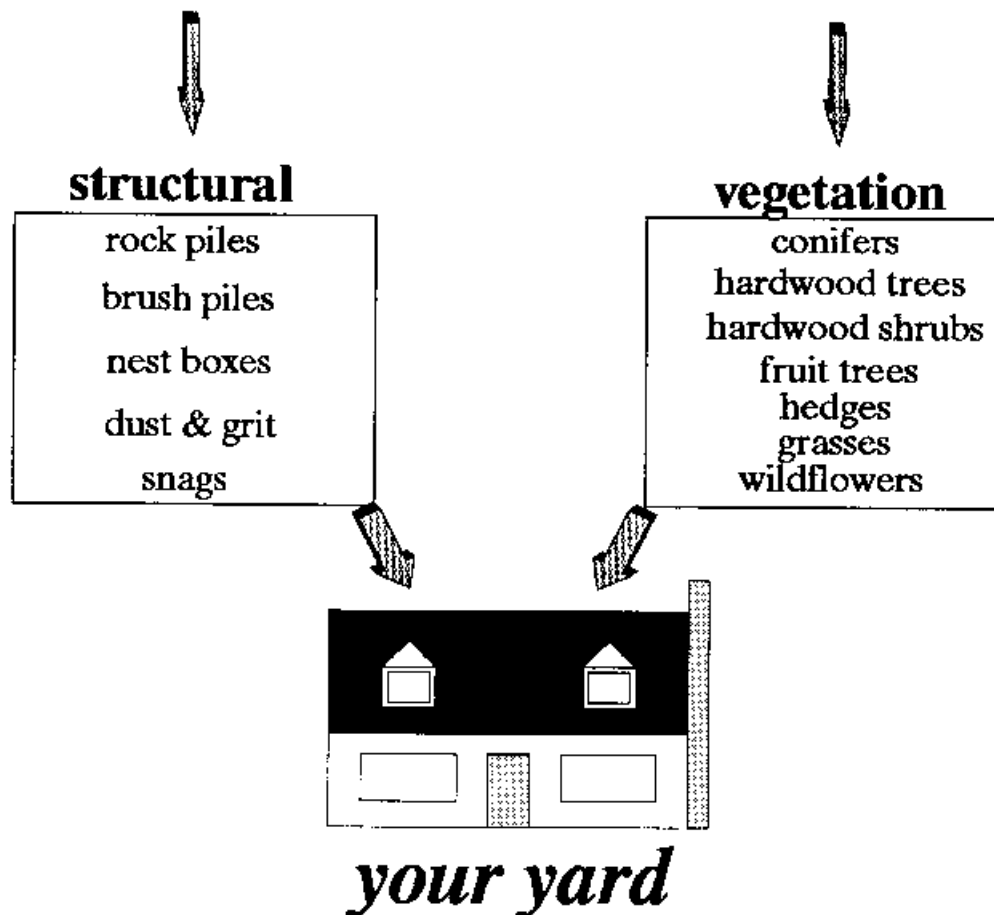 structural
rock piles
brush piles
nest boxes
dust & grit
snags
vegetation
conifers
hardwood trees
hardwood shrubs
fruit trees
hedges
grasses
wildflowers
your yard